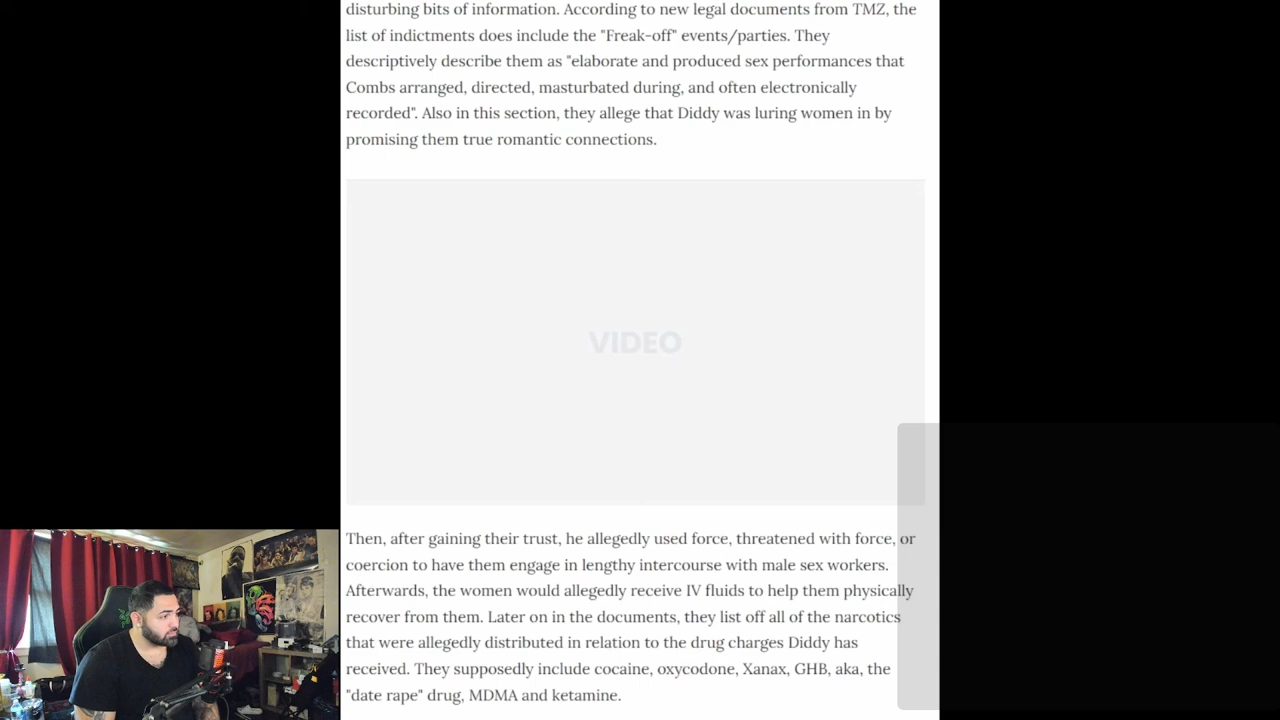 disturbing bits of information. According to new legal documents from TMZ, the
list of indictments does include the "Freak-off" events/parties. They
descriptively describe them as "elaborate and produced sex performances that
Combs arranged, directed, masturbated during, and often electronically
recorded". Also in this section, they allege that Diddy was luring women in by
promising them true romantic connections.
VIDEO
Then, after gaining their trust, he allegedly used force, threatened with force, or
coercion to have them engage in lengthy intercourse with male sex workers.
Afterwards, the women would allegedly receive IV fluids to help them physically
recover from them. Later on in the documents, they list off all of the narcotics
that were allegedly distributed in relation to the drug charges Diddy has
received. They supposedly include cocaine, oxycodone, Xanax, GHB, aka, the
"date rape" drug, MDMA and ketamine.